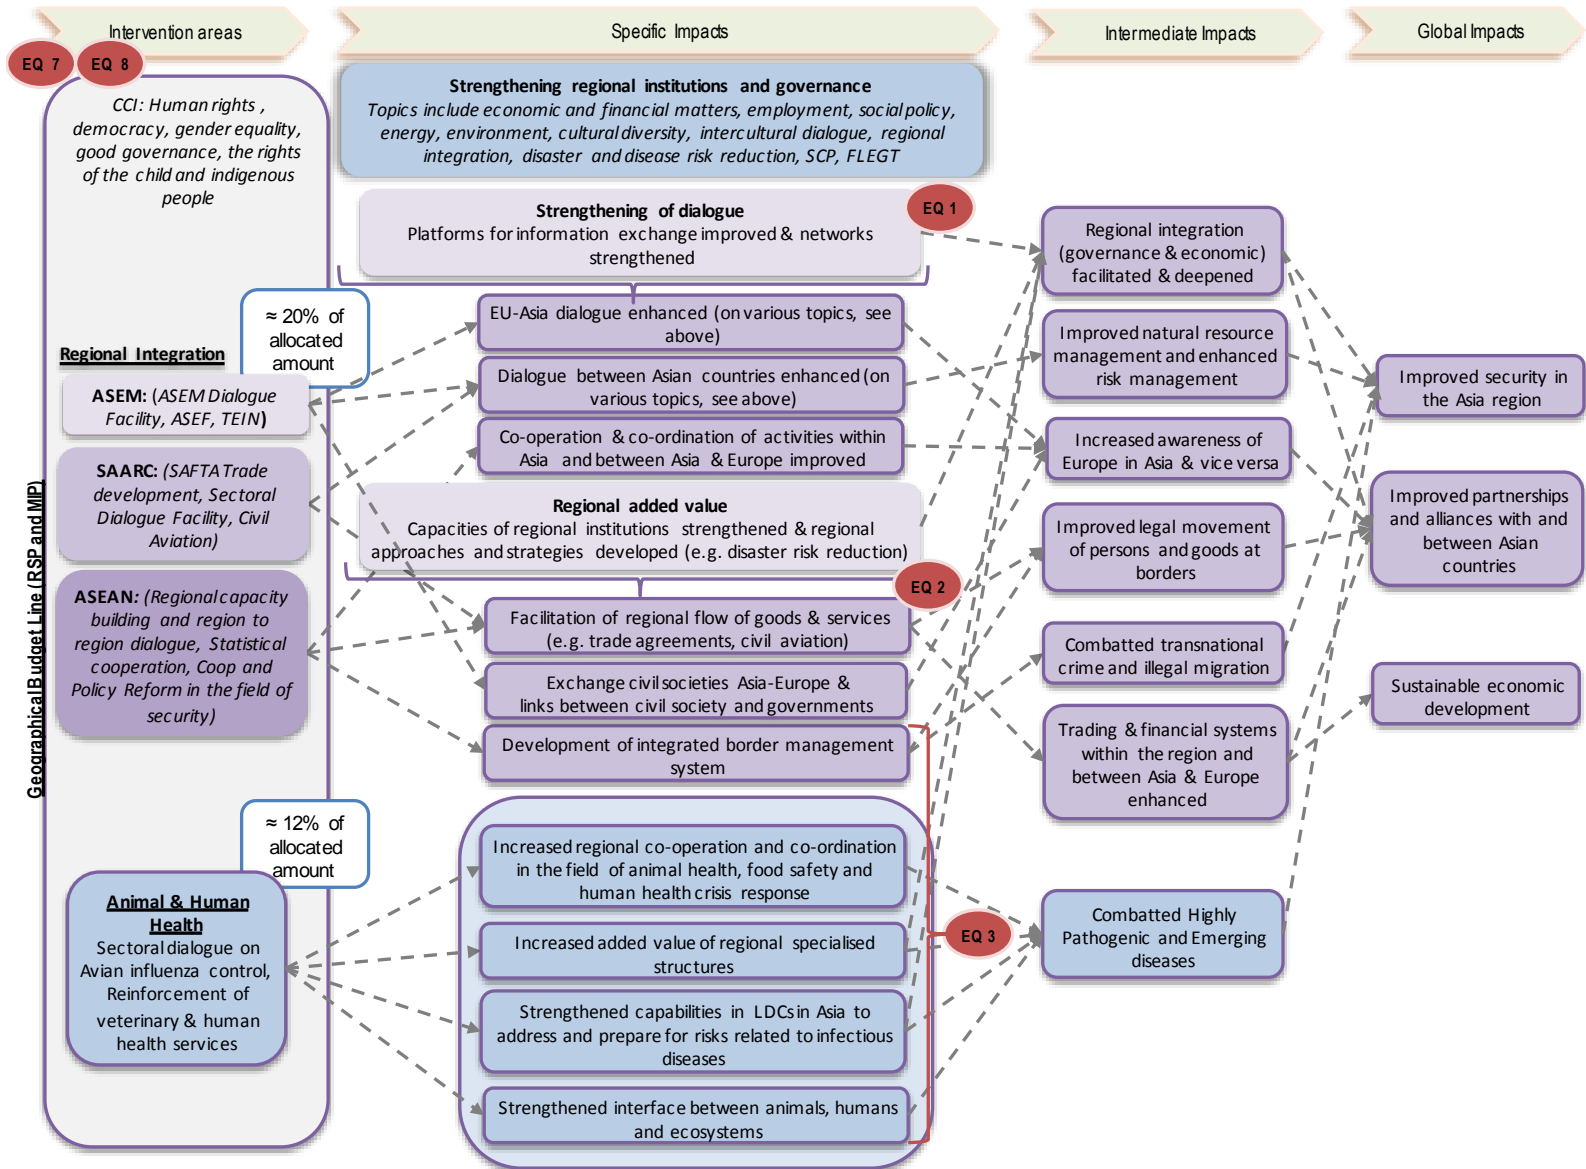 Intervention areas
Specific Impacts
Intermediate Impacts
Global Impacts
EQ 7
EQ 8
CCI: Human rights ,
democracy, gender equality,
good governance, the rights
of the child and indigenous
people
Strengthening regional institutions and governance
Topics include economic and financial matters, employment, social policy,
energy, environment, cultural diversity, intercultural dialogue, regional
integration, disaster and disease risk reduction, SCP, FLEGT
Strengthening of dialogue
Platforms for information exchange improved & networks
strengthened
EQ 1
EU-Asia dialogue enhanced (on various topics, see
above)
Dialogue between Asian countries enhanced (on
various topics, see above)
Co-operation & co-ordination of activities within
Asia and between Asia & Europe improved
Regional added value
Capacities of regional institutions strengthened & regional
approaches and strategies developed (e.g. disaster risk reduction)
EQ 2
Facilitation of regional flow of goods & services
(e.g. trade agreements, civil aviation)
Exchange civil societies Asia-Europe &
links between civil society and governments
Development of integrated border management
system
Increased regional co-operation and co-ordination
in the field of animal health, food safety and
human health crisis response
Increased added value of regional specialised
structures
Strengthened capabilities in LDCs in Asia to
address and prepare for risks related to infectious
diseases
Strengthened interface between animals, humans
and ecosystems
EQ 3
≈ 20% of
allocated
amount
Regional Integration
ASEM: (ASEM Dialogue
Facility, ASEF, TEIN)
SAARC: (SAFTA Trade
development, Sectoral
Dialogue Facility, Civil
Aviation)
ASEAN: (Regional capacity
building and region to
region dialogue, Statistical
cooperation, Coop and
Policy Reform in the field of
security)
Geographical Budget Line (RSP and MIP)
≈ 12% of
allocated
amount
Animal & Human
Health
Sectoral dialogue on
Avian influenza control,
Reinforcement of
veterinary & human
health services
Regional integration
(governance & economic)
facilitated & deepened
Improved natural resource
management and enhanced
risk management
Increased awareness of
Europe in Asia & vice versa
Improved legal movement
of persons and goods at
borders
Combatted transnational
crime and illegal migration
Trading & financial systems
within the region and
between Asia & Europe
enhanced
Combatted Highly
Pathogenic and Emerging
diseases
Improved security in
the Asia region
Improved partnerships
and alliances with and
between Asian
countries
Sustainable economic
development